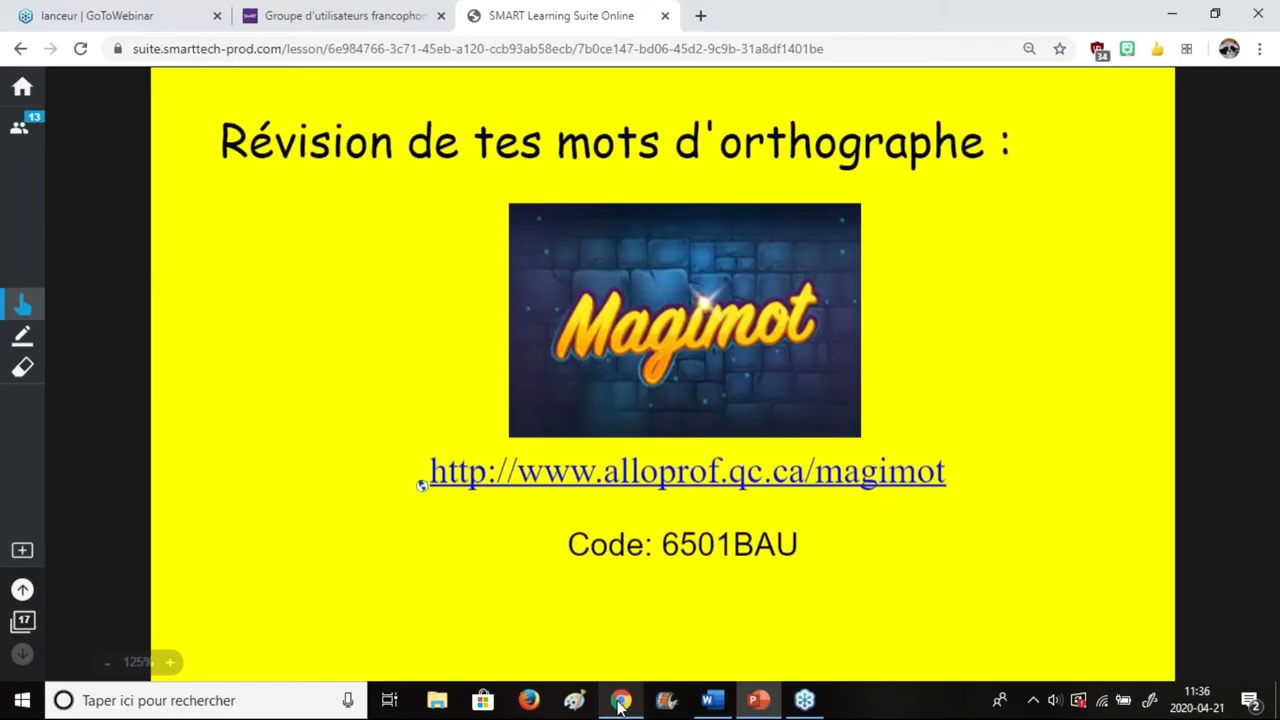 lanceur | GoToWebinar
Groupe d'utilisateurs francophon
SMART Learning Suite Online
suite.smarttech-prod.com/lesson/6e984766-3c71-45eb-a120-ccb93ab58ecb/7b0ce147-bd06-45d2-9c9b-31a8df1401be
34
13
Révision de tes mots d'orthographe :
Magimot
http://www.alloprof.qc.ca/magimot
Code: 6501BAU
17
- 125% +
Taper ici pour rechercher
11:36
2020-04-21
2